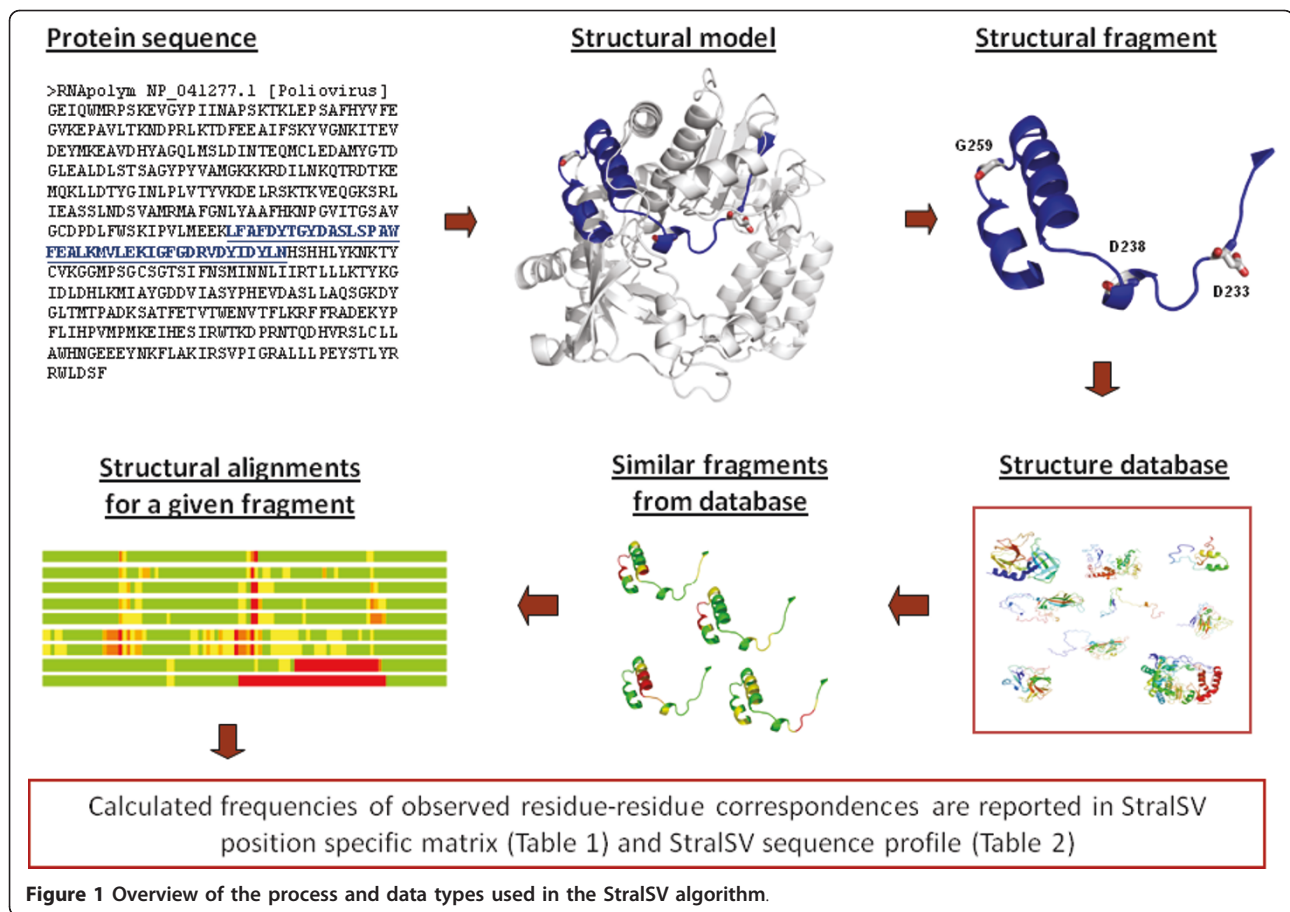 Protein sequence
Structural model
Structural fragment
>RNApolym NP_041277.1 [Poliovirus]
GEIQWMRPSKEVGYPIINAPSKTKLEPSAFHYVFE
GVKEPAVLTKNDPRLKTDFEEAIFSKYVGNKITEV
DEYMKEAVDHYAGQLMSLDINTEQMCLEDAMYGTD
GLEALDLSTSAGYPYVAMGKKKRDILNKQTRDTKE
MQKLLDTYGINLPLVTYVKDELRSKTKVEQGKSRL
IEASSLNDSVAMRMAFGNLYAAFHKNPGVITGSAV
GCDPDLFWSKIPVLMEEKLFAFDYTGYDASLSPAW
FEALKMVLEKIGFGDRVDYIDYLNHSHHLYKNKTY
CVKGGMPSGCSGTSIFNSMINNLIIRTLLLKTYKG
IDLDHLKMIAYGDDVIASYPHEVDASLLAQSGKDY
GLTMTPADKSATFETVTWENVTFLKRFFRADEKYP
FLIHPVMPMKEIHESIRWTKDPRNTQDHVRSLCLL
AWHNGEEEYNKFLAKIRSVPIGRALLLPEYSTLYR
RWLDSF
G259
D238
D233
Structural alignments
for a given fragment
Similar fragments
from database
Structure database
Calculated frequencies of observed residue-residue correspondences are reported in StralSV
position specific matrix (Table 1) and StralSV sequence profile (Table 2)
Figure 1 Overview of the process and data types used in the StralSV algorithm.